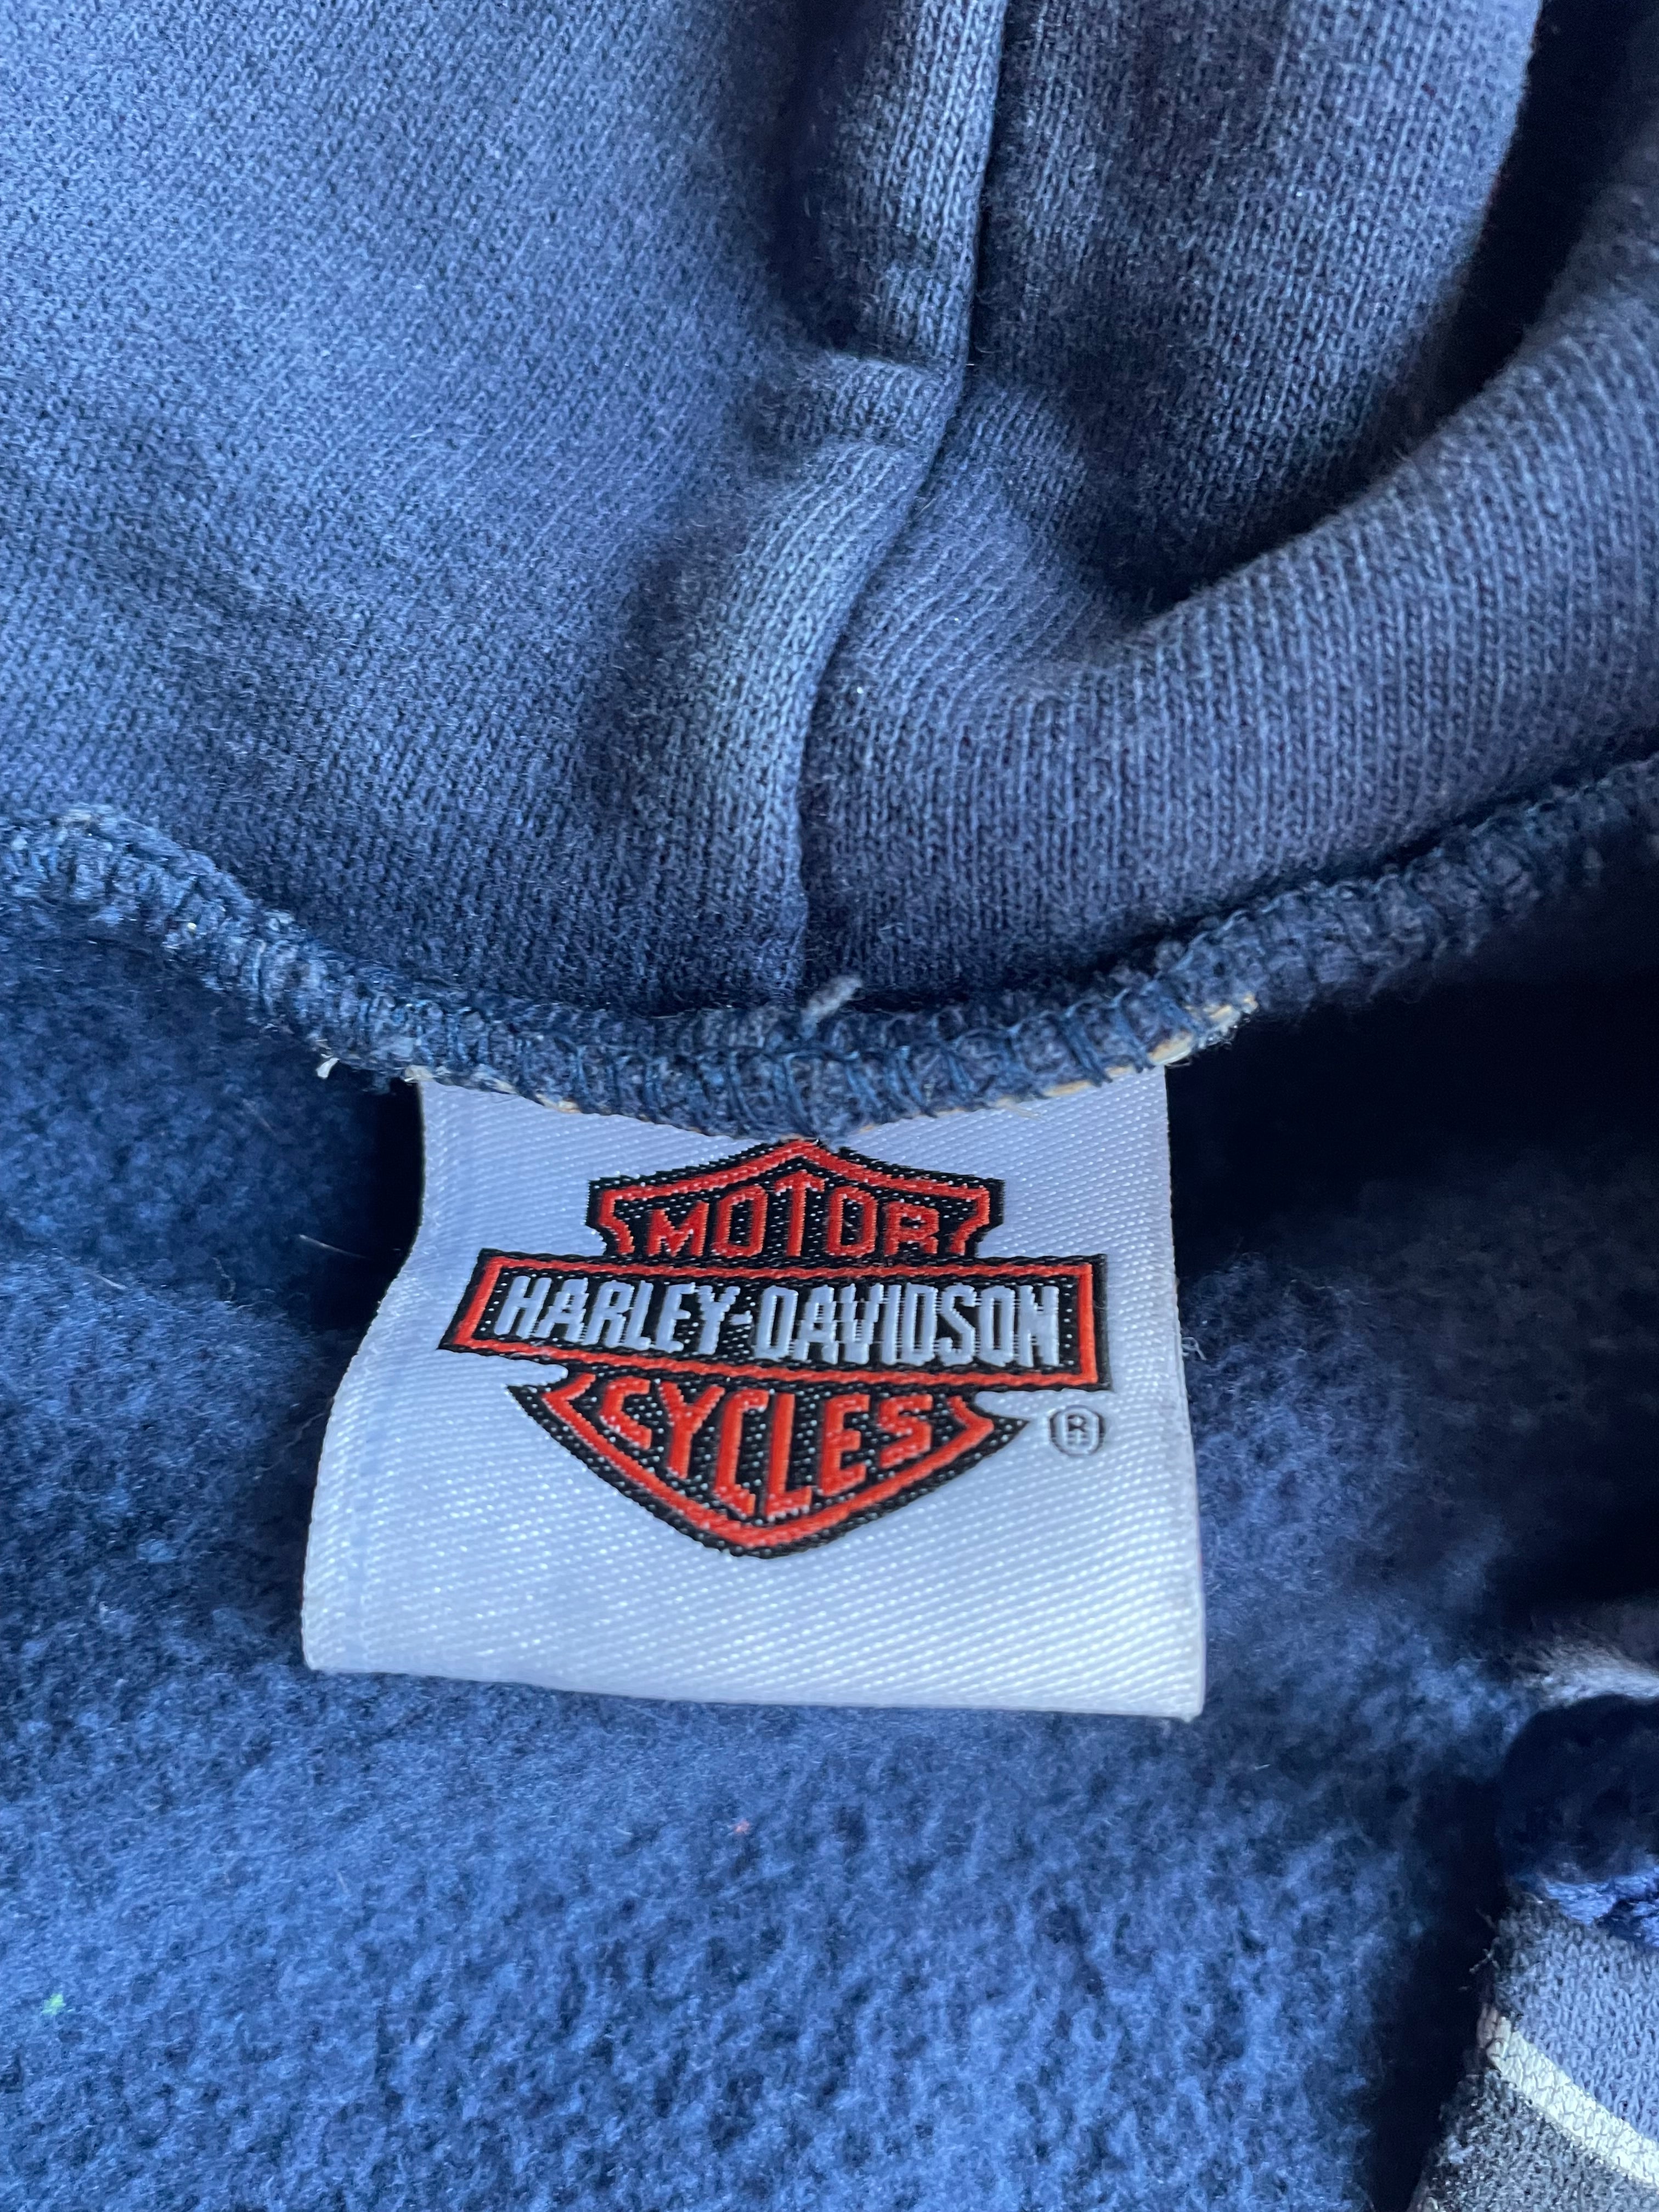 MOTOR
HARLEY-DAVIDSON
CYCLES
®